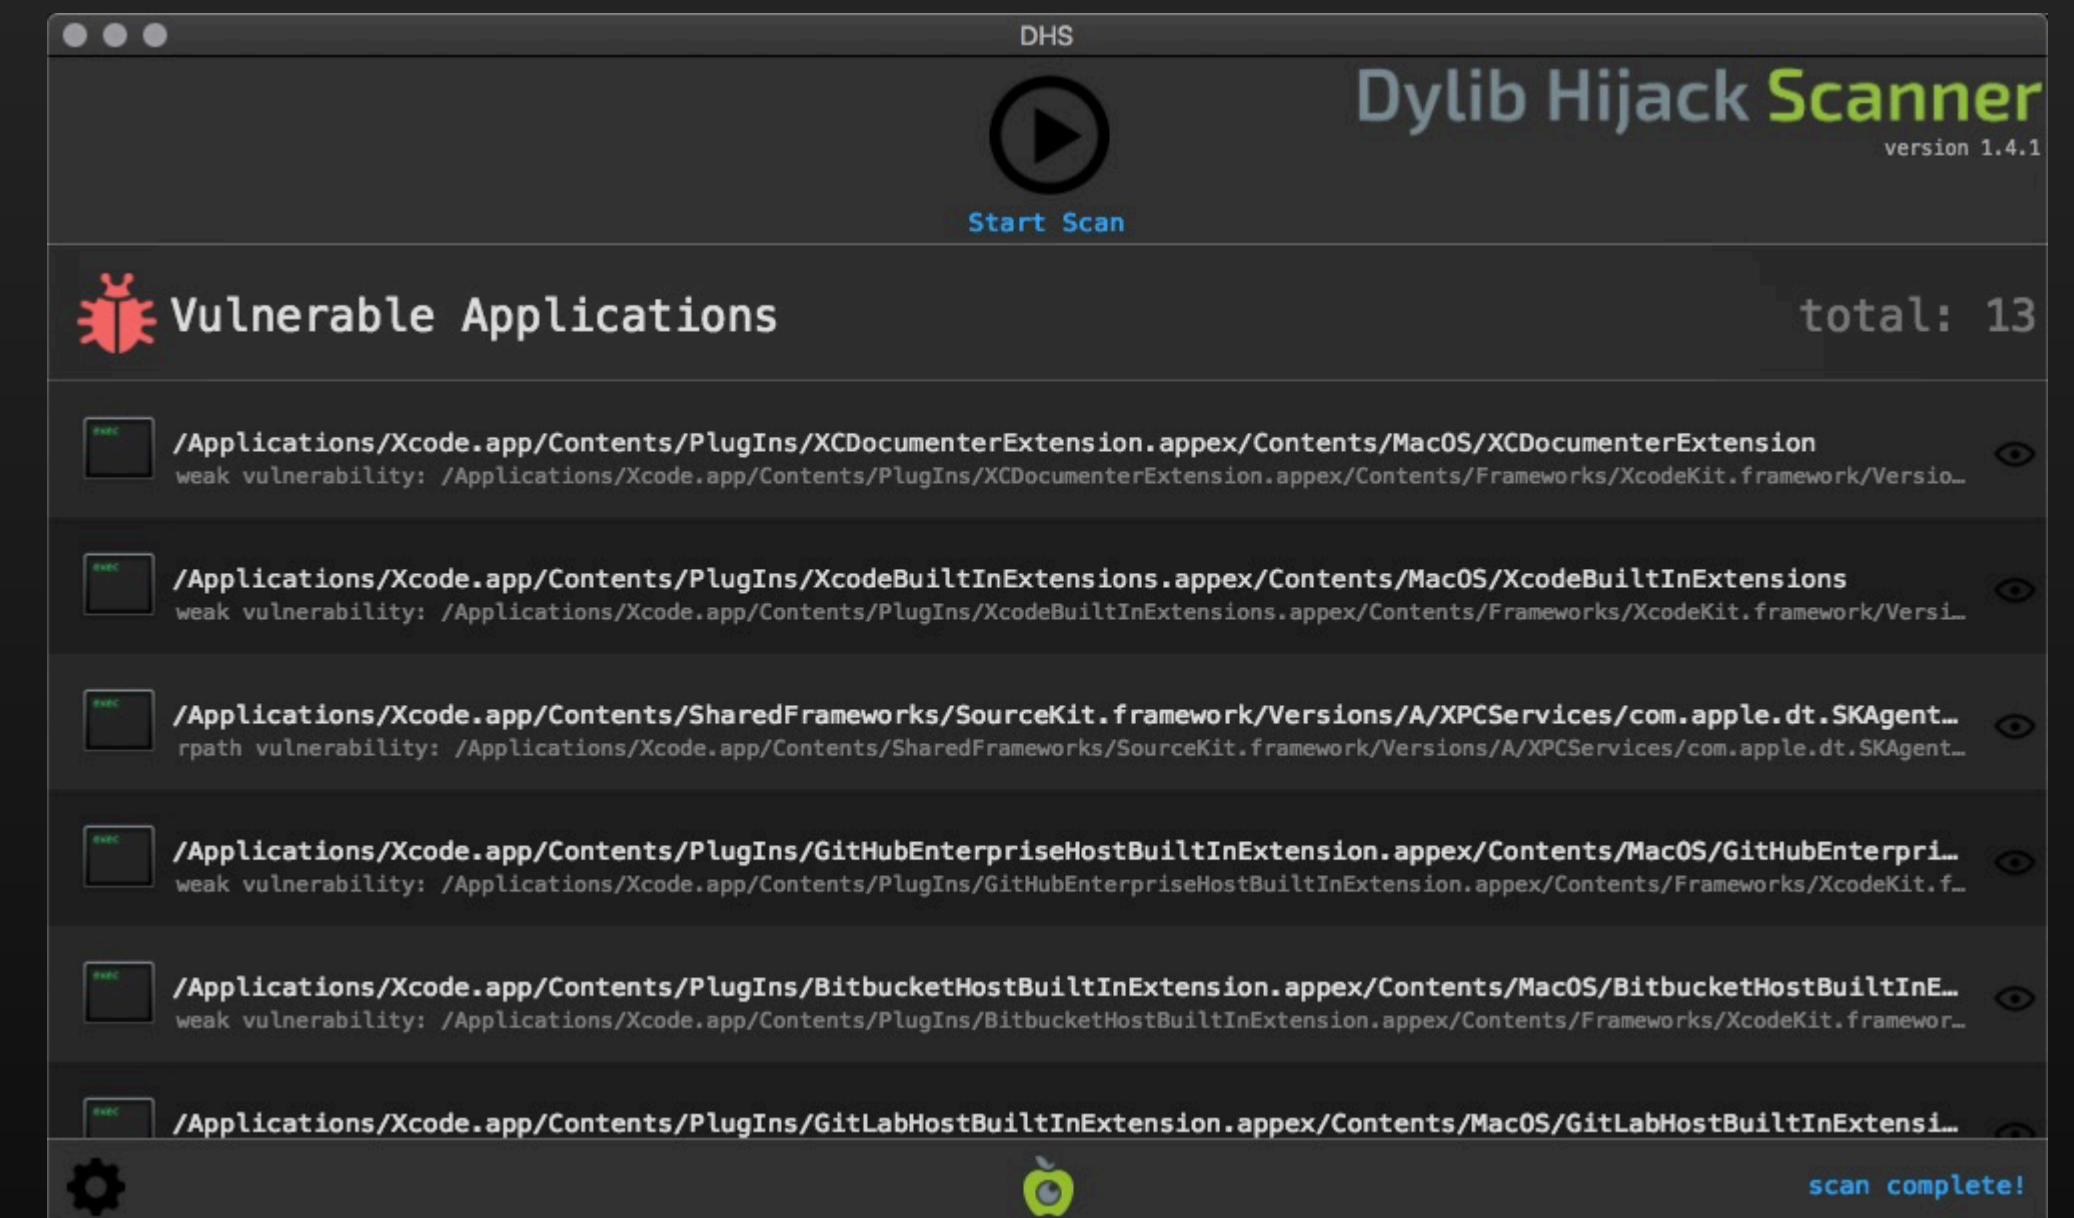 DHS
Dylib Hijack Scanner
version 1.4.1
Start Scan
Vulnerable Applications
total: 13
exec
/Applications/Xcode.app/Contents/PlugIns/XCDocumenterExtension.appex/Contents/MacOS/XCDocumenterExtension
weak vulnerability: /Applications/Xcode.app/Contents/PlugIns/XCDocumenterExtension.appex/Contents/Frameworks/XcodeKit.framework/Versio…
exec
/Applications/Xcode.app/Contents/PlugIns/XcodeBuiltInExtensions.appex/Contents/MacOS/XcodeBuiltInExtensions
weak vulnerability: /Applications/Xcode.app/Contents/PlugIns/XcodeBuiltInExtensions.appex/Contents/Frameworks/XcodeKit.framework/Versi…
exec
/Applications/Xcode.app/Contents/SharedFrameworks/SourceKit.framework/Versions/A/XPCServices/com.apple.dt.SKAgent…
rpath vulnerability: /Applications/Xcode.app/Contents/SharedFrameworks/SourceKit.framework/Versions/A/XPCServices/com.apple.dt.SKAgent…
exec
/Applications/Xcode.app/Contents/PlugIns/GitHubEnterpriseHostBuiltInExtension.appex/Contents/MacOS/GitHubEnterpri…
weak vulnerability: /Applications/Xcode.app/Contents/PlugIns/GitHubEnterpriseHostBuiltInExtension.appex/Contents/Frameworks/XcodeKit.f…
exec
/Applications/Xcode.app/Contents/PlugIns/BitbucketHostBuiltInExtension.appex/Contents/MacOS/BitbucketHostBuiltInE…
weak vulnerability: /Applications/Xcode.app/Contents/PlugIns/BitbucketHostBuiltInExtension.appex/Contents/Frameworks/XcodeKit.framewor…
exec
/Applications/Xcode.app/Contents/PlugIns/GitLabHostBuiltInExtension.appex/Contents/MacOS/GitLabHostBuiltInExtensi…
scan complete!